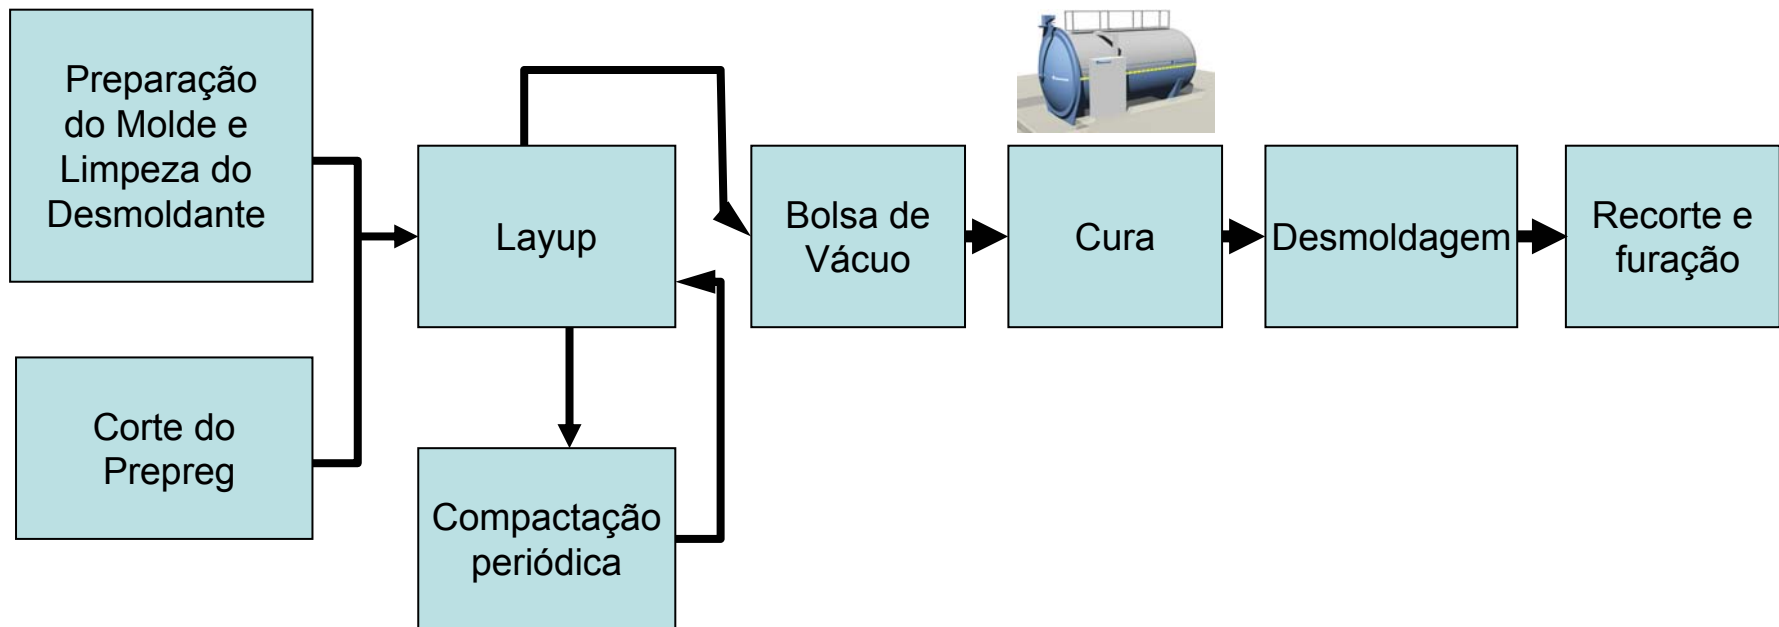 Preparação
do Molde e
Limpeza do
Desmoldante
Corte do
Prepreg
Layup
Compactação
periódica
Bolsa de
Vácuo
Cura
Desmoldagem
Recorte e
furação